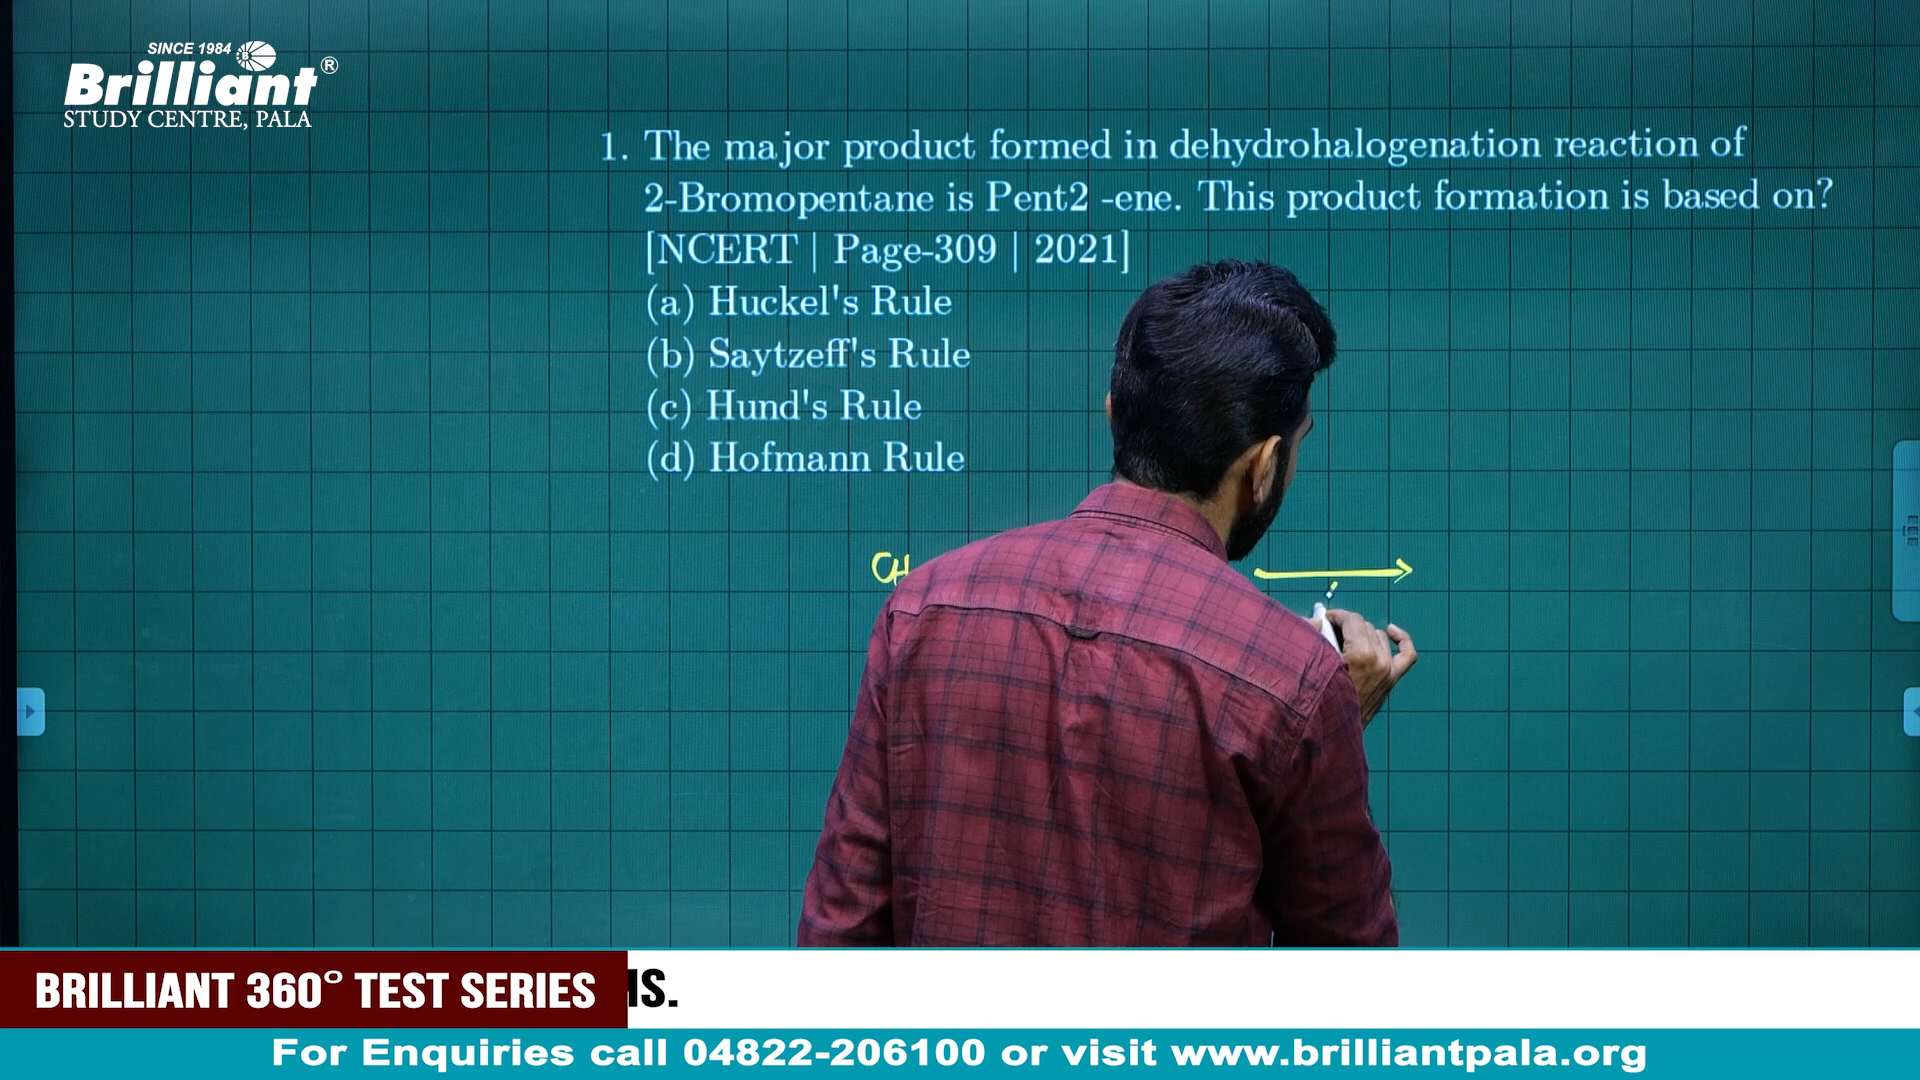 SINCE 1984
Brilliant®
STUDY CENTRE, PALA
1. The major product formed in dehydrohalogenation reaction of
2-Bromopentane is Pent2 -ene. This product formation is based on?
[NCERT | Page-309 | 2021]
(a) Huckel's Rule
(b) Saytzeff's Rule
(c) Hund's Rule
(d) Hofmann Rule
CH
BRILLIANT 360° TEST SERIES
For Enquiries call 04822-206100 or visit www.brilliantpala.org